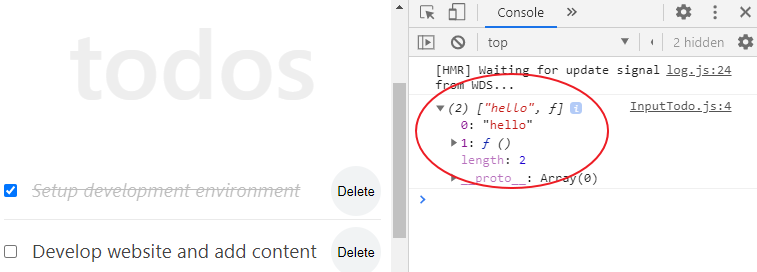 todos
Setup development environment Delete
Develop website and add content Delete
Console »
top ▼ 2 hidden
[HMR] Waiting for update signal log.js:24
from WDS...
▼(2) ["hello", ƒ] i InputTodo.js:4
0: "hello"
▶1: ƒ ()
length: 2
▶__proto__: Array(0)
>